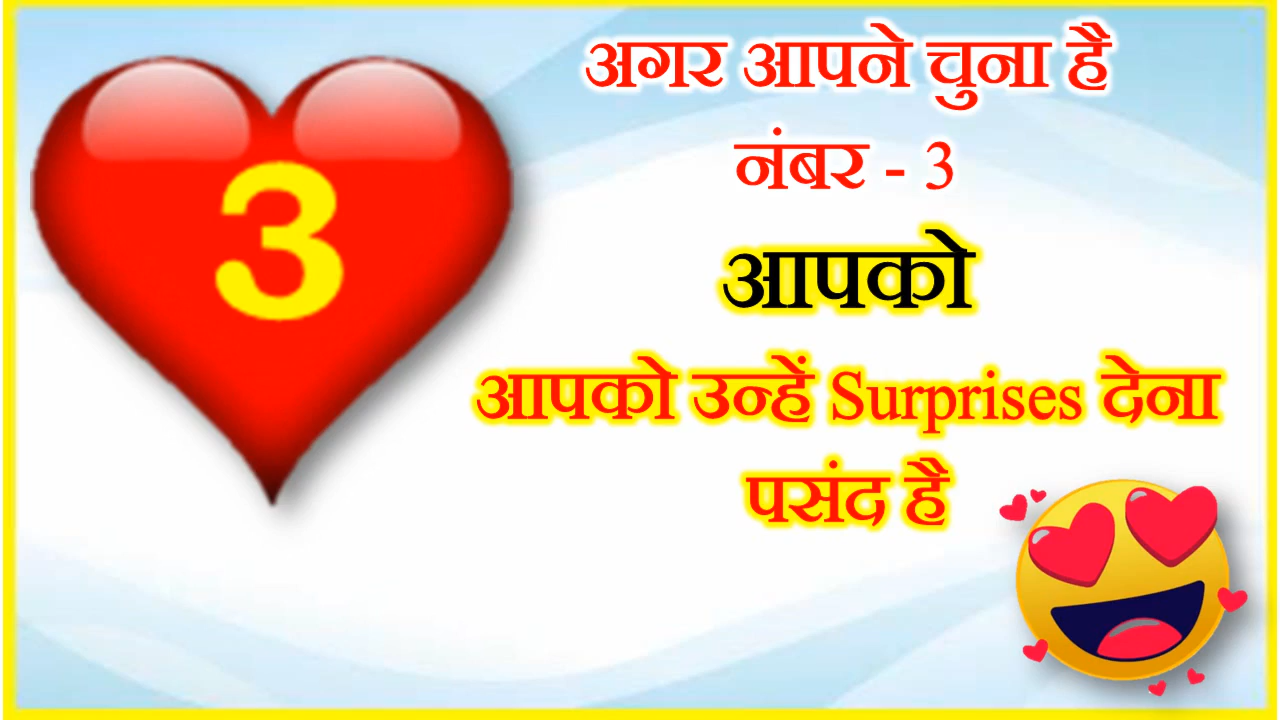 3
अगर आपने चुना है
नंबर - 3
आपको
आपको उन्हें Surprises देना
पसंद है